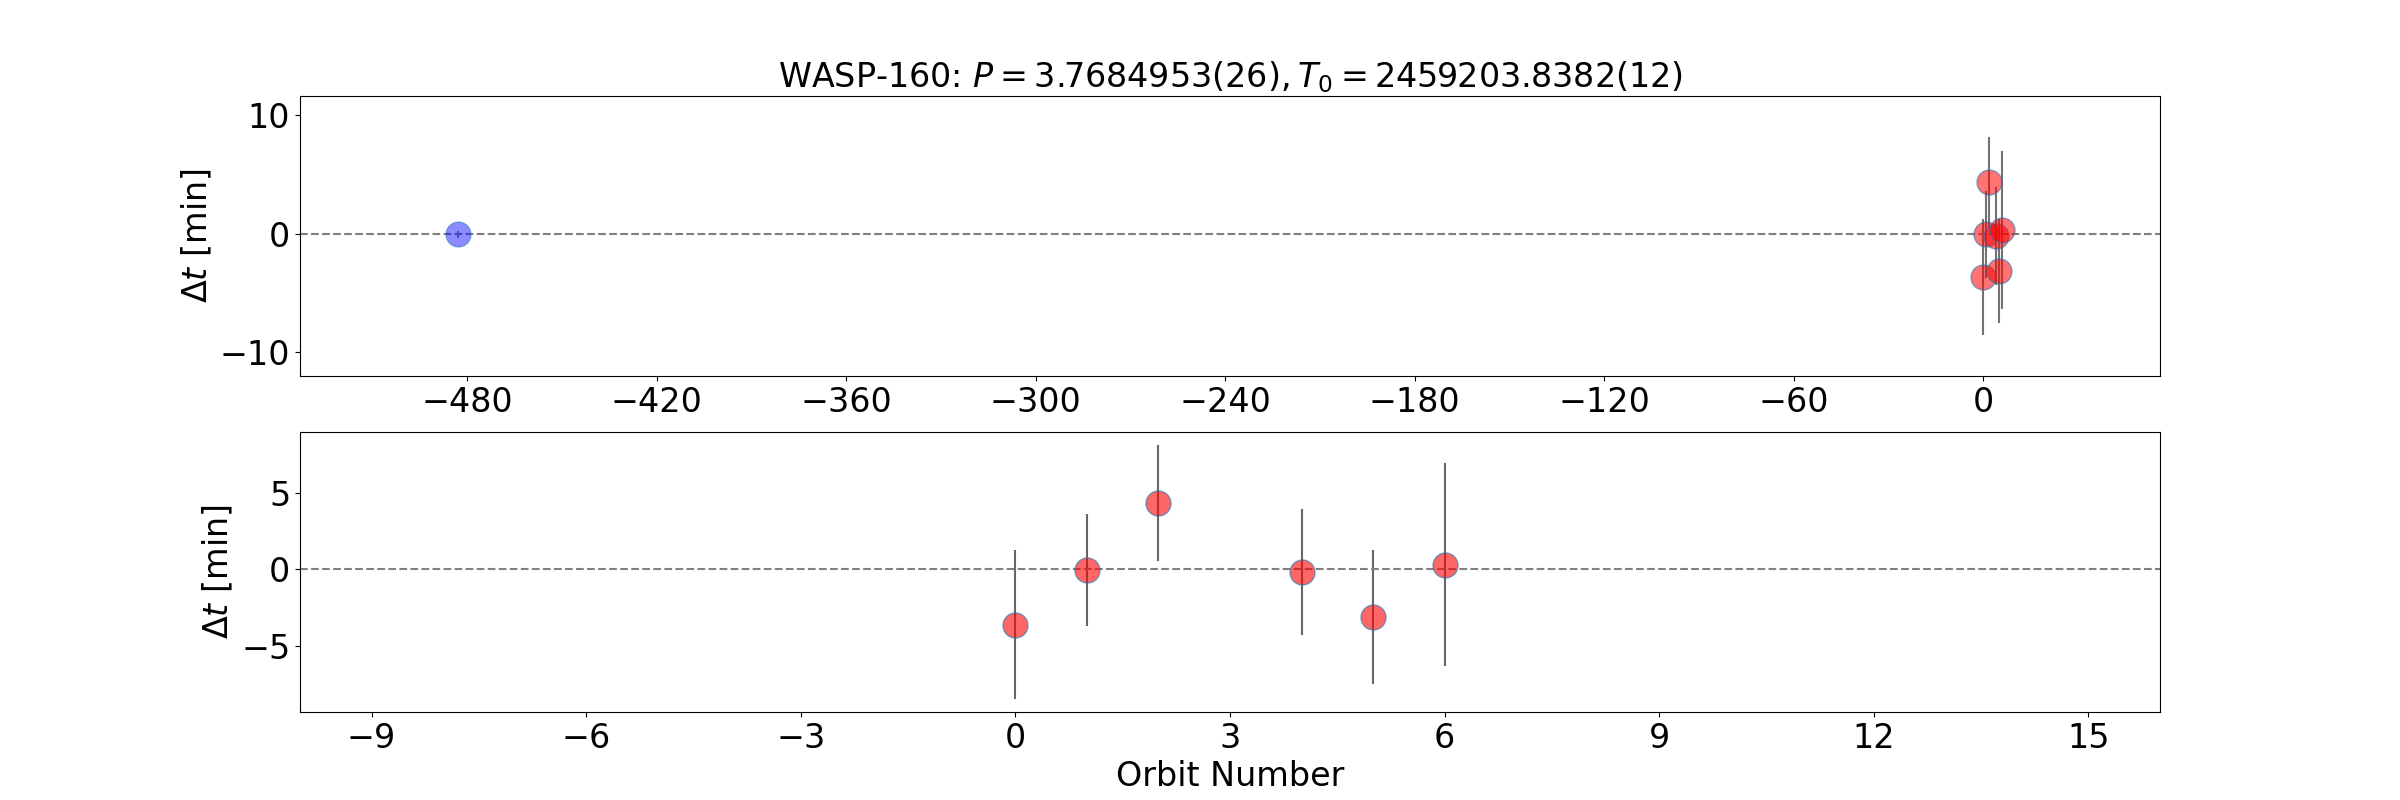 WASP-160: P = 3.7684953(26), T₀ = 2459203.8382(12)
10
0
−10
Δt [min]
−480 −420 −360 −300 −240 −180 −120 −60 0
5
0
−5
Δt [min]
−9 −6 −3 0 3 6 9 12 15
Orbit Number